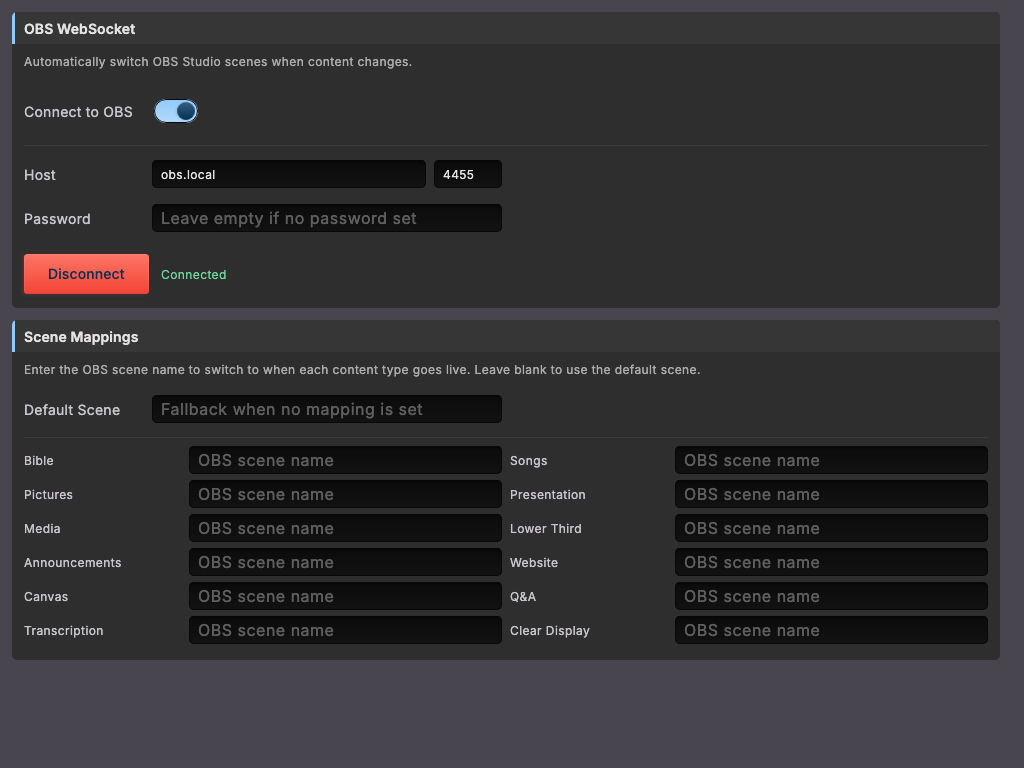 OBS WebSocket
Automatically switch OBS Studio scenes when content changes.
Connect to OBS
Host obs.local 4455
Password Leave empty if no password set
Disconnect Connected
Scene Mappings
Enter the OBS scene name to switch to when each content type goes live. Leave blank to use the default scene.
Default Scene Fallback when no mapping is set
Bible OBS scene name Songs OBS scene name
Pictures OBS scene name Presentation OBS scene name
Media OBS scene name Lower Third OBS scene name
Announcements OBS scene name Website OBS scene name
Canvas OBS scene name Q&A OBS scene name
Transcription OBS scene name Clear Display OBS scene name